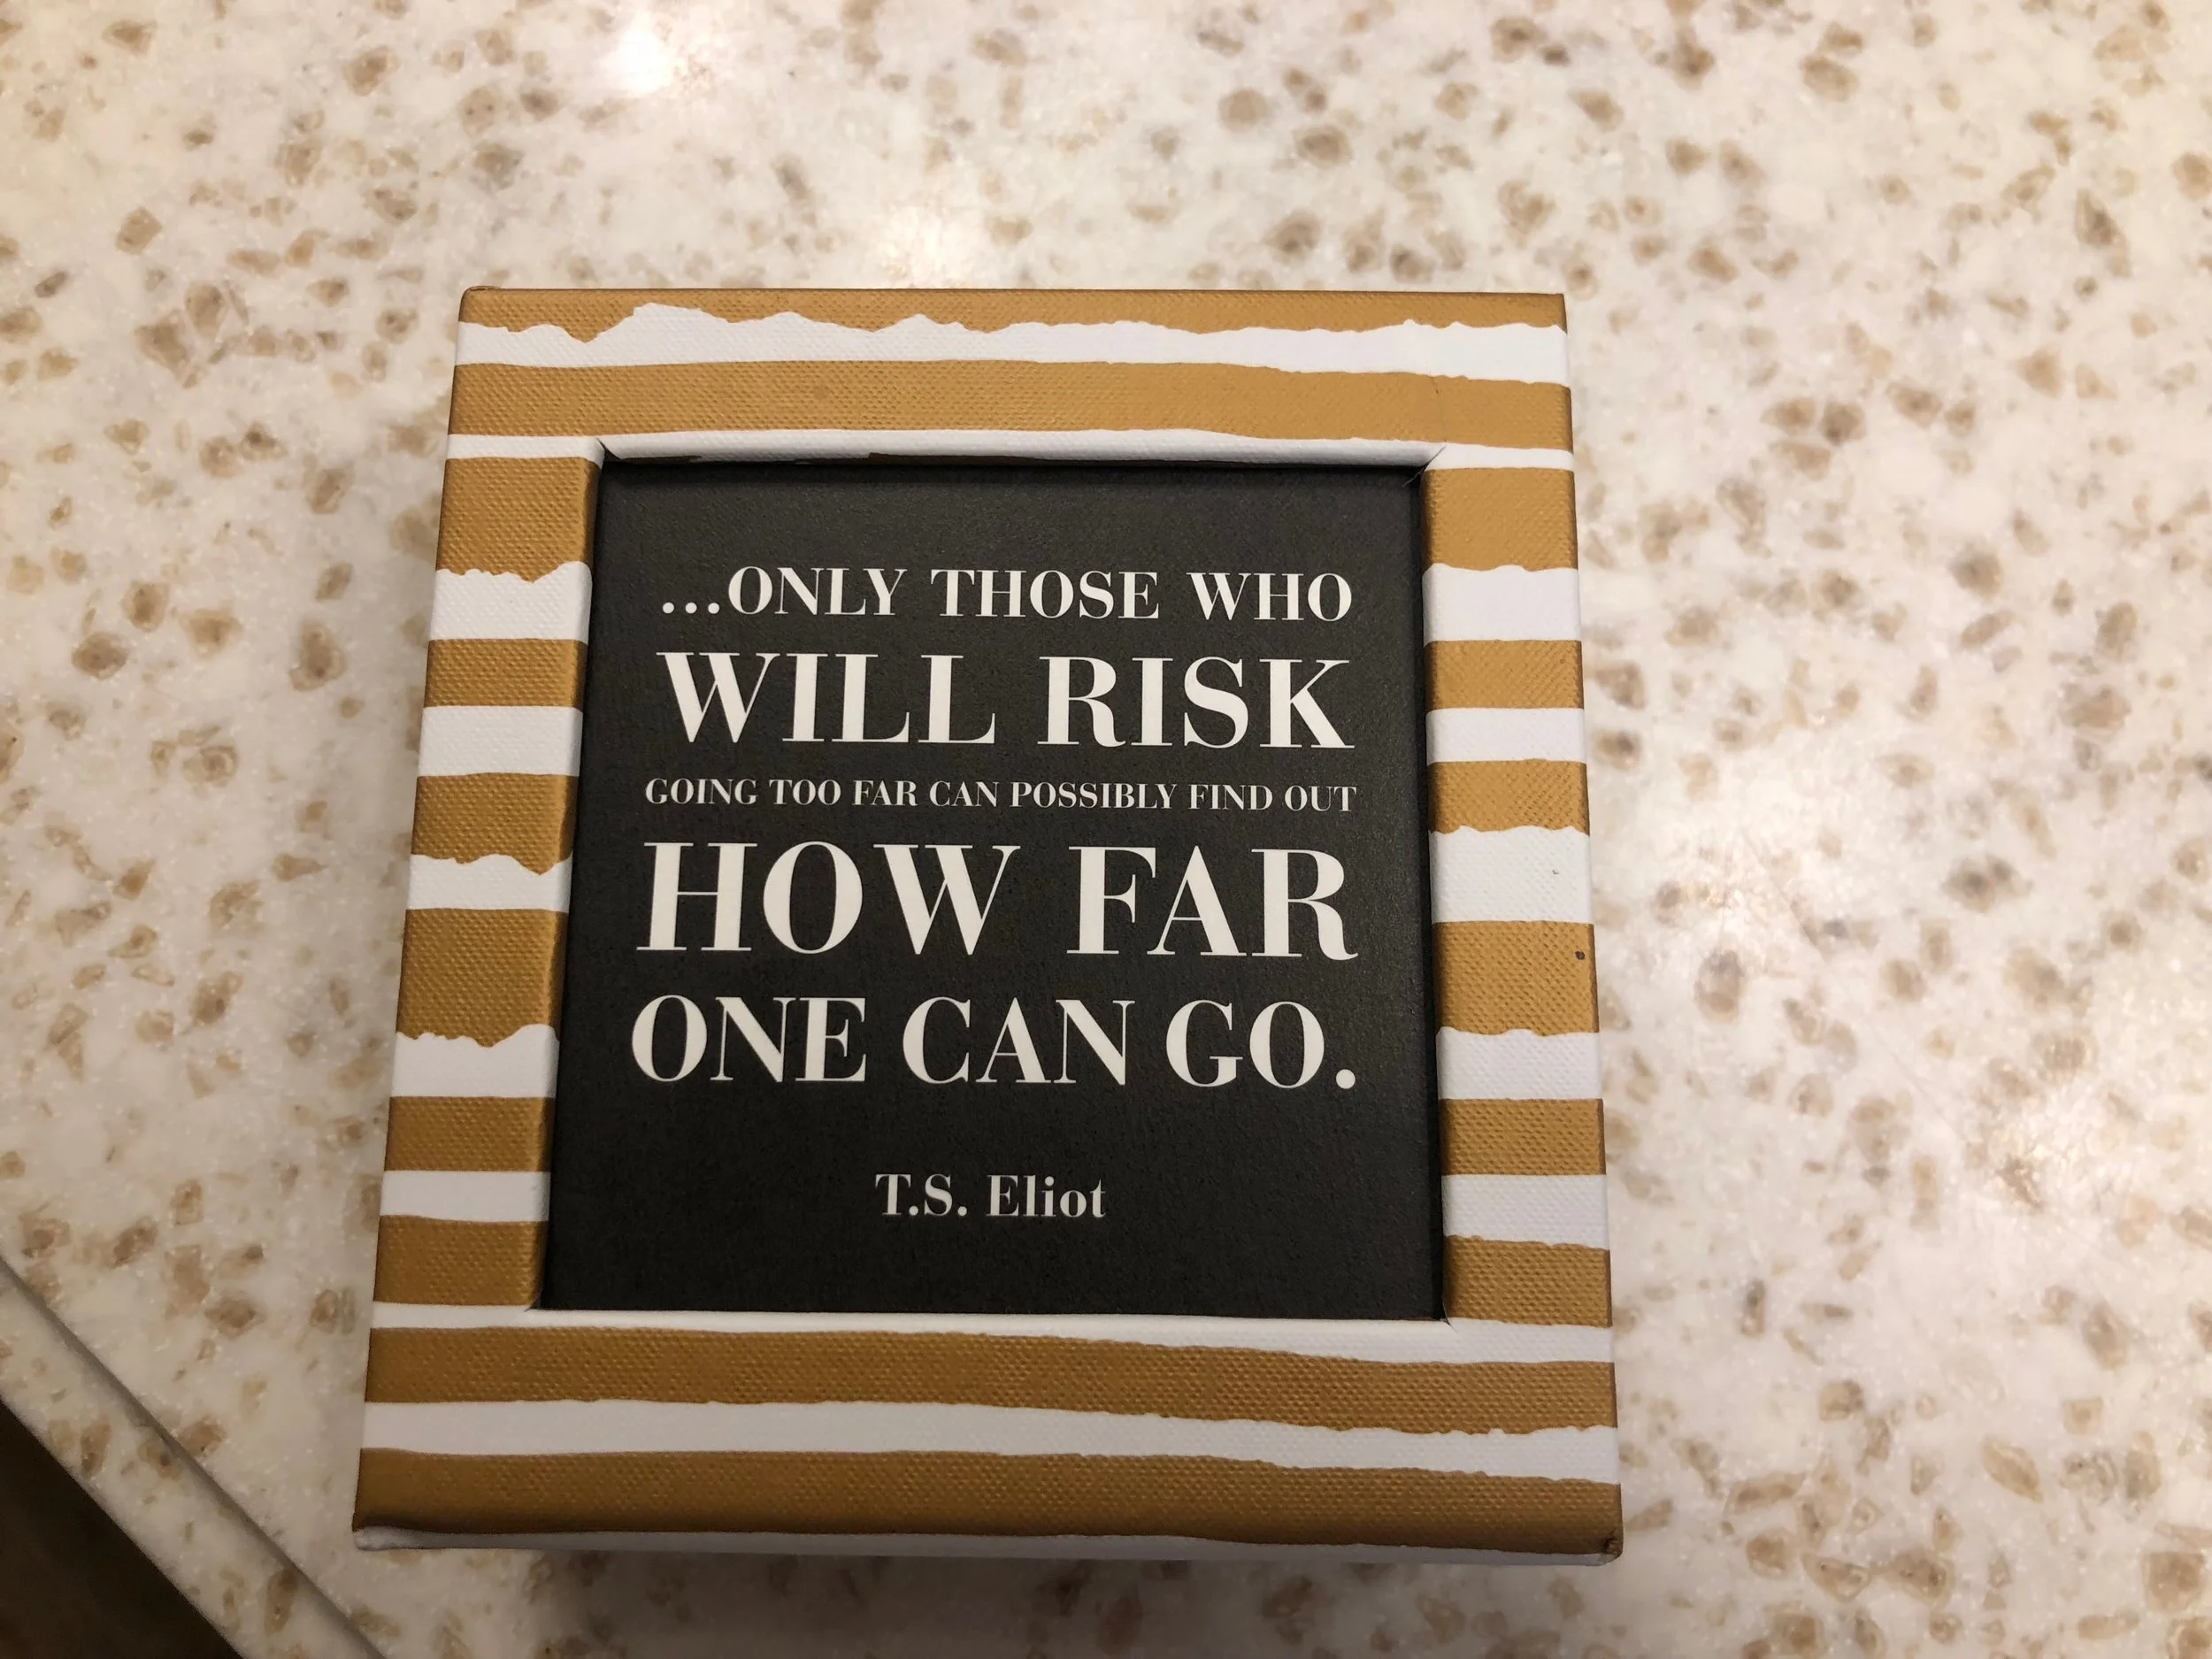 ...ONLY THOSE WHO
WILL RISK
GOING TOO FAR CAN POSSIBLY FIND OUT
HOW FAR
ONE CAN GO.
T.S. Eliot